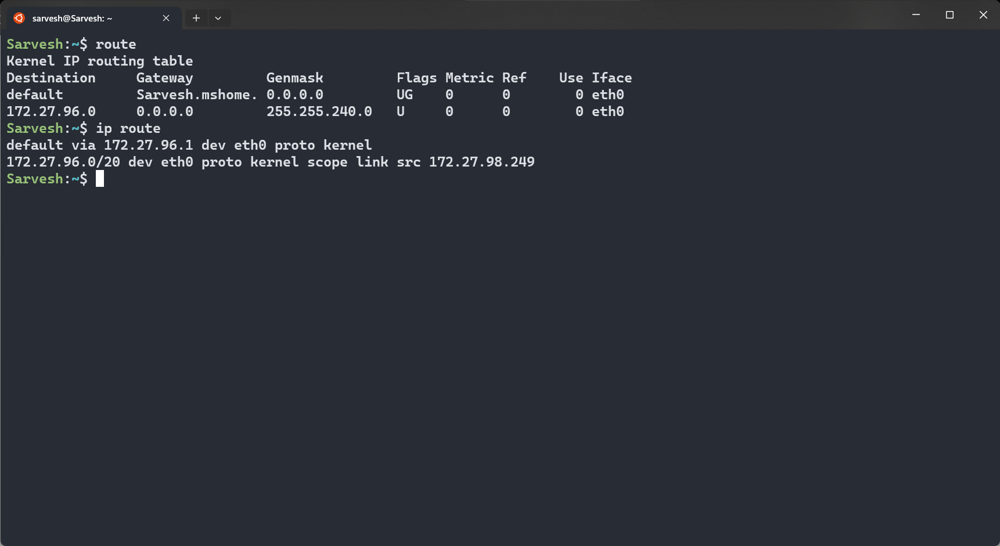 sarvesh@Sarvesh: ~
Sarvesh:~$ route
Kernel IP routing table
Destination     Gateway         Genmask         Flags Metric Ref    Use Iface
default         Sarvesh.mshome. 0.0.0.0         UG    0      0        0 eth0
172.27.96.0     0.0.0.0         255.255.240.0   U     0      0        0 eth0
Sarvesh:~$ ip route
default via 172.27.96.1 dev eth0 proto kernel
172.27.96.0/20 dev eth0 proto kernel scope link src 172.27.98.249
Sarvesh:~$